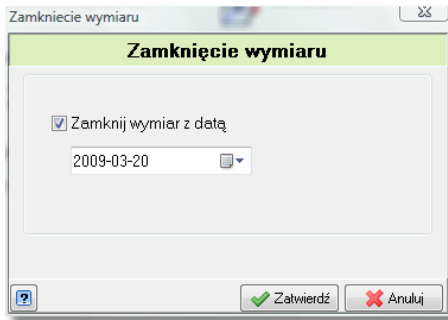 Zamkniecie wymiaru
Zamknięcie wymiaru
Zamknij wymiar z datą
2009-03-20
? Zatwierdź Anuluj